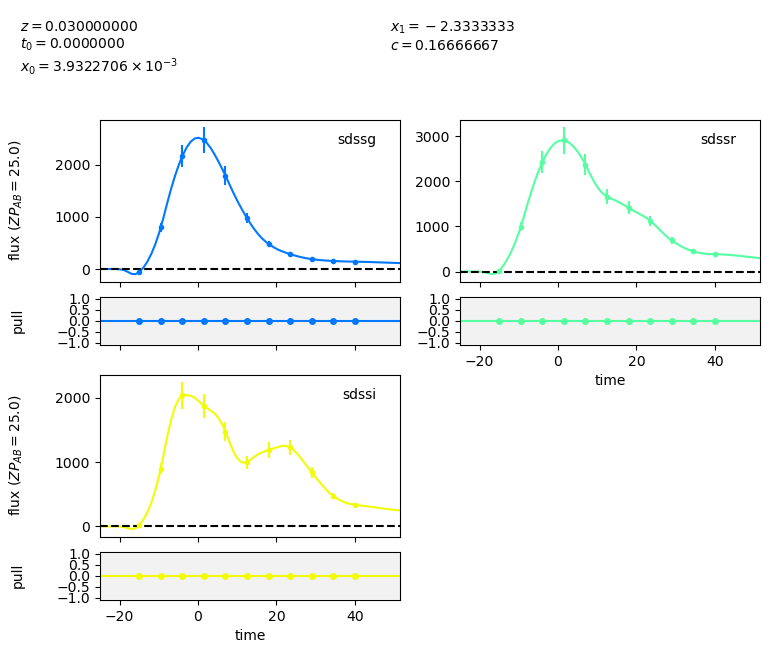 z = 0.030000000
t₀ = 0.0000000
x₀ = 3.9322706 × 10⁻³
x₁ = −2.3333333
c = 0.16666667
flux (ZP_AB = 25.0)
2000
1000
0
sdssg
3000
2000
1000
0
sdssr
pull
1.0
0.5
0.0
−0.5
−1.0
1.0
0.5
0.0
−0.5
−1.0
−20 0 20 40
time
flux (ZP_AB = 25.0)
2000
1000
0
sdssi
pull
1.0
0.5
0.0
−0.5
−1.0
−20 0 20 40
time